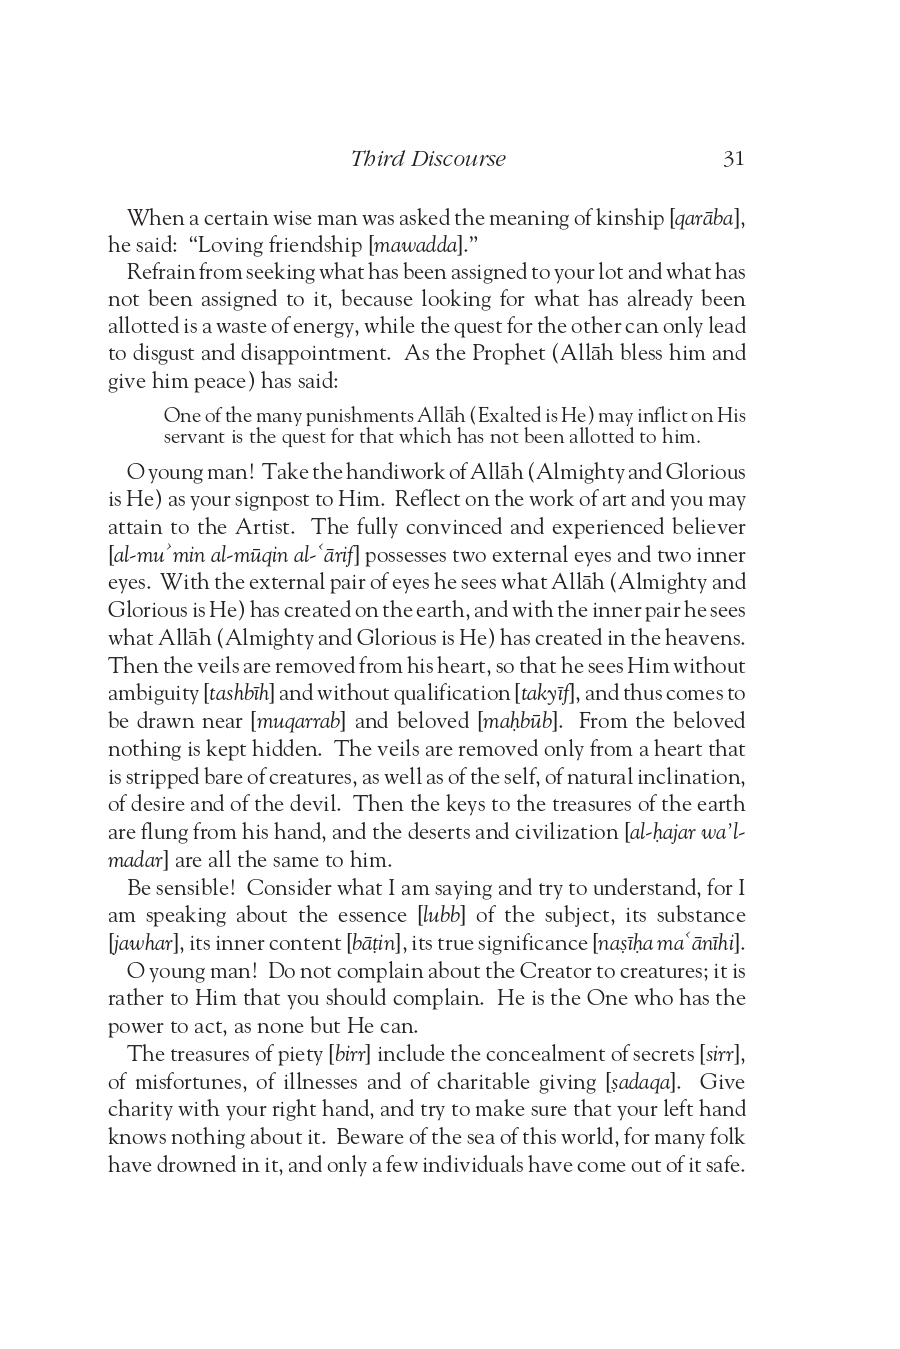 Third Discourse 31
When a certain wise man was asked the meaning of kinship [qarāba],
he said: “Loving friendship [mawadda].”
Refrain from seeking what has been assigned to your lot and what has
not been assigned to it, because looking for what has already been
allotted is a waste of energy, while the quest for the other can only lead
to disgust and disappointment. As the Prophet (Allāh bless him and
give him peace) has said:
One of the many punishments Allāh (Exalted is He) may inflict on His
servant is the quest for that which has not been allotted to him.
O young man! Take the handiwork of Allāh (Almighty and Glorious
is He) as your signpost to Him. Reflect on the work of art and you may
attain to the Artist. The fully convinced and experienced believer
[al-muʾmin al-mūqin al-ʿārif] possesses two external eyes and two inner
eyes. With the external pair of eyes he sees what Allāh (Almighty and
Glorious is He) has created on the earth, and with the inner pair he sees
what Allāh (Almighty and Glorious is He) has created in the heavens.
Then the veils are removed from his heart, so that he sees Him without
ambiguity [tashbīh] and without qualification [takyīf], and thus comes to
be drawn near [muqarrab] and beloved [maḥbūb]. From the beloved
nothing is kept hidden. The veils are removed only from a heart that
is stripped bare of creatures, as well as of the self, of natural inclination,
of desire and of the devil. Then the keys to the treasures of the earth
are flung from his hand, and the deserts and civilization [al-ḥajar wa’l-
madar] are all the same to him.
Be sensible! Consider what I am saying and try to understand, for I
am speaking about the essence [lubb] of the subject, its substance
[jawhar], its inner content [bāṭin], its true significance [naṣīḥa maʿānīhi].
O young man! Do not complain about the Creator to creatures; it is
rather to Him that you should complain. He is the One who has the
power to act, as none but He can.
The treasures of piety [birr] include the concealment of secrets [sirr],
of misfortunes, of illnesses and of charitable giving [ṣadaqa]. Give
charity with your right hand, and try to make sure that your left hand
knows nothing about it. Beware of the sea of this world, for many folk
have drowned in it, and only a few individuals have come out of it safe.